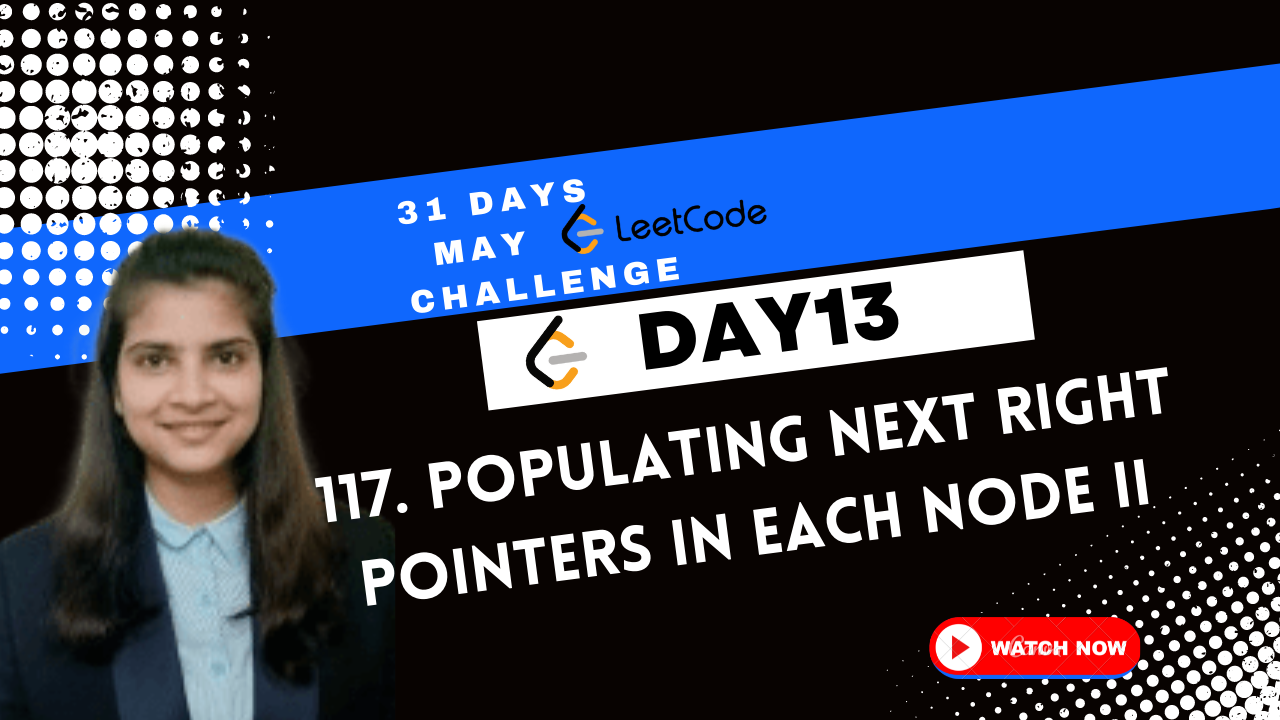 31 DAYS
MAY LeetCode
CHALLENGE
DAY13
117. POPULATING NEXT RIGHT
POINTERS IN EACH NODE II
WATCH NOW